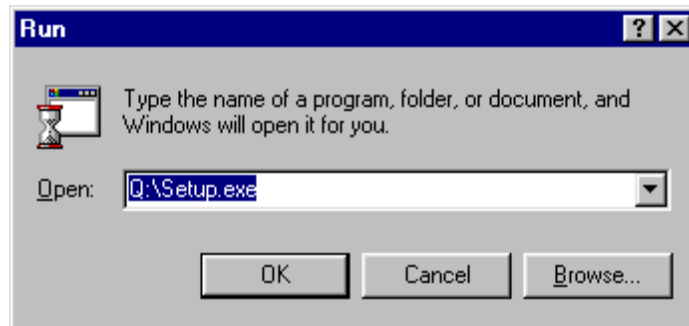 Run
Type the name of a program, folder, or document, and
Windows will open it for you.
Open: Q:\Setup.exe
OK Cancel Browse...